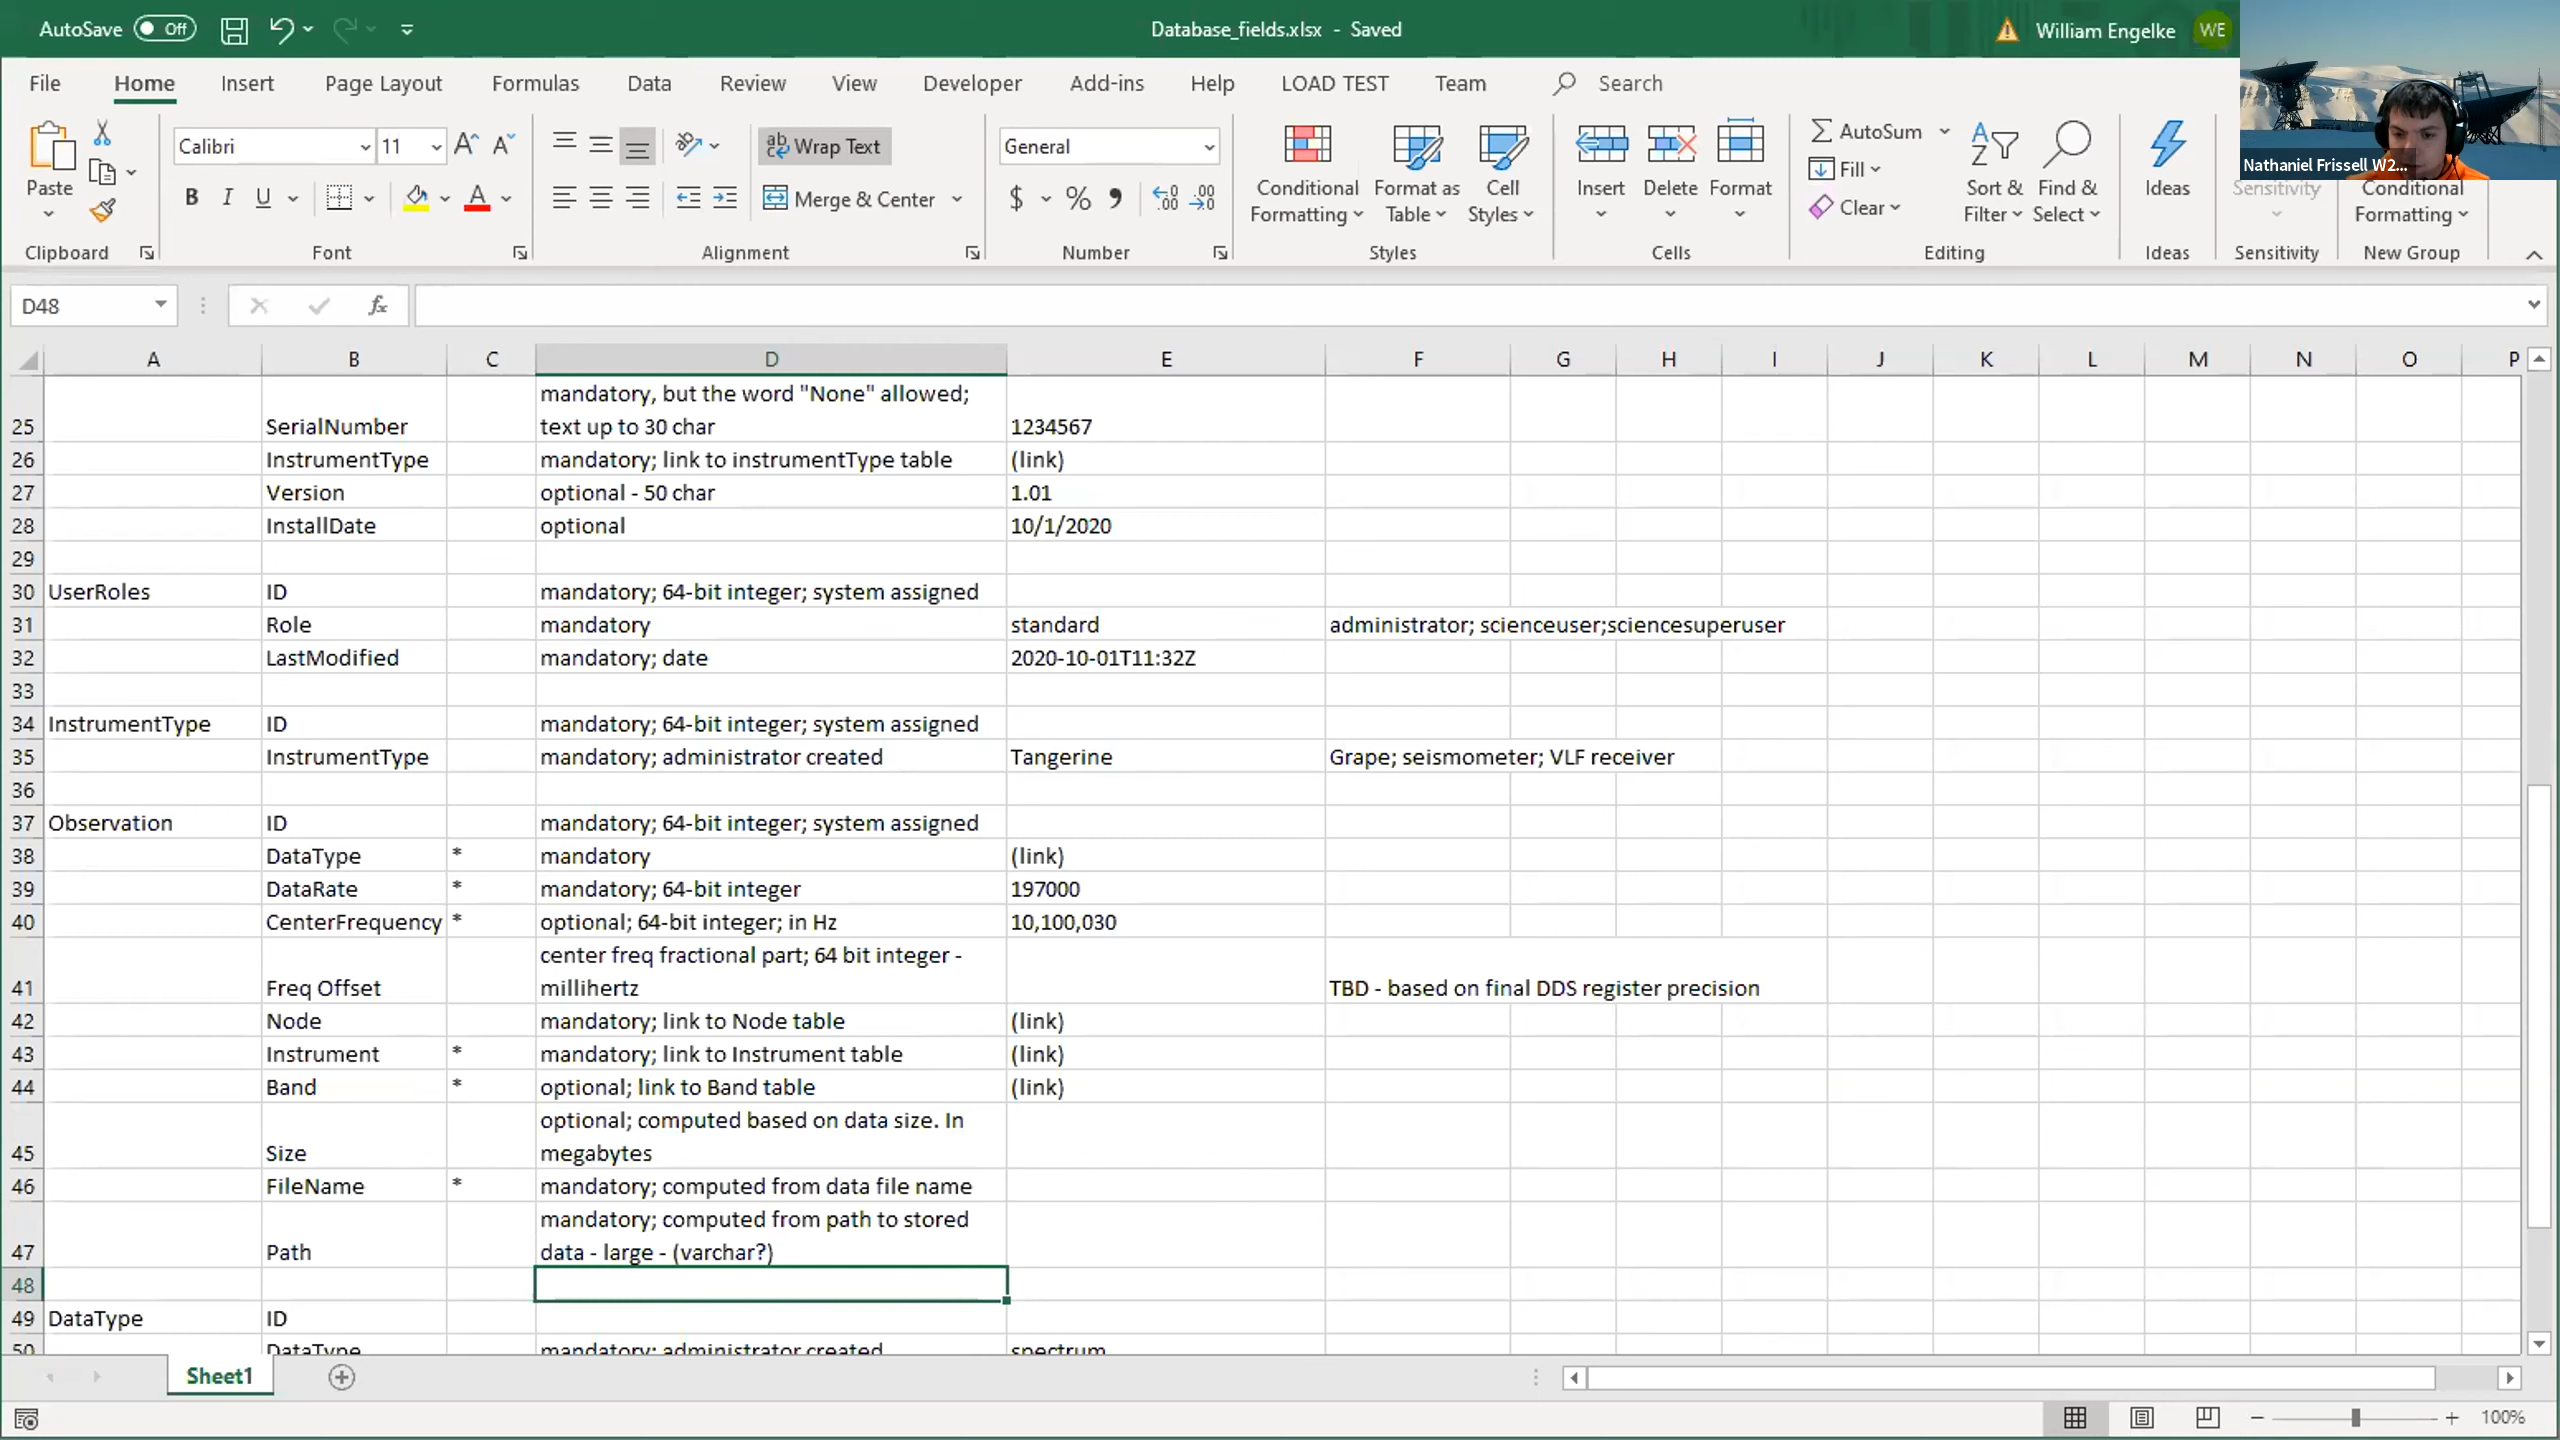 AutoSave Off
Database_fields.xlsx - Saved
William Engelke WE
File Home Insert Page Layout Formulas Data Review View Developer Add-ins Help LOAD TEST Team Search
Nathaniel Frissell W2...
Paste
Calibri 11
Wrap Text
Merge & Center
General
Conditional Formatting
Format as Table
Cell Styles
Insert
Delete
Format
AutoSum
Fill
Clear
Sort & Filter
Find & Select
Ideas
Sensitivity
Conditional Formatting
Clipboard Font Alignment Number Styles Cells Editing Ideas Sensitivity New Group
D48
A B C D E F G H I J K L M N O P
25 SerialNumber mandatory, but the word "None" allowed; text up to 30 char 1234567
26 InstrumentType mandatory; link to instrumentType table (link)
27 Version optional - 50 char 1.01
28 InstallDate optional 10/1/2020
29
30 UserRoles ID mandatory; 64-bit integer; system assigned
31 Role mandatory standard administrator; scienceuser;sciencesuperuser
32 LastModified mandatory; date 2020-10-01T11:32Z
33
34 InstrumentType ID mandatory; 64-bit integer; system assigned
35 InstrumentType mandatory; administrator created Tangerine Grape; seismometer; VLF receiver
36
37 Observation ID mandatory; 64-bit integer; system assigned
38 DataType * mandatory (link)
39 DataRate * mandatory; 64-bit integer 197000
40 CenterFrequency * optional; 64-bit integer; in Hz 10,100,030
41 Freq Offset center freq fractional part; 64 bit integer - millihertz TBD - based on final DDS register precision
42 Node mandatory; link to Node table (link)
43 Instrument * mandatory; link to Instrument table (link)
44 Band * optional; link to Band table (link)
45 Size optional; computed based on data size. In megabytes
46 FileName * mandatory; computed from data file name
47 Path mandatory; computed from path to stored data - large - (varchar?)
48
49 DataType ID
50 DataType mandatory; administrator created spectrum
Sheet1
100%